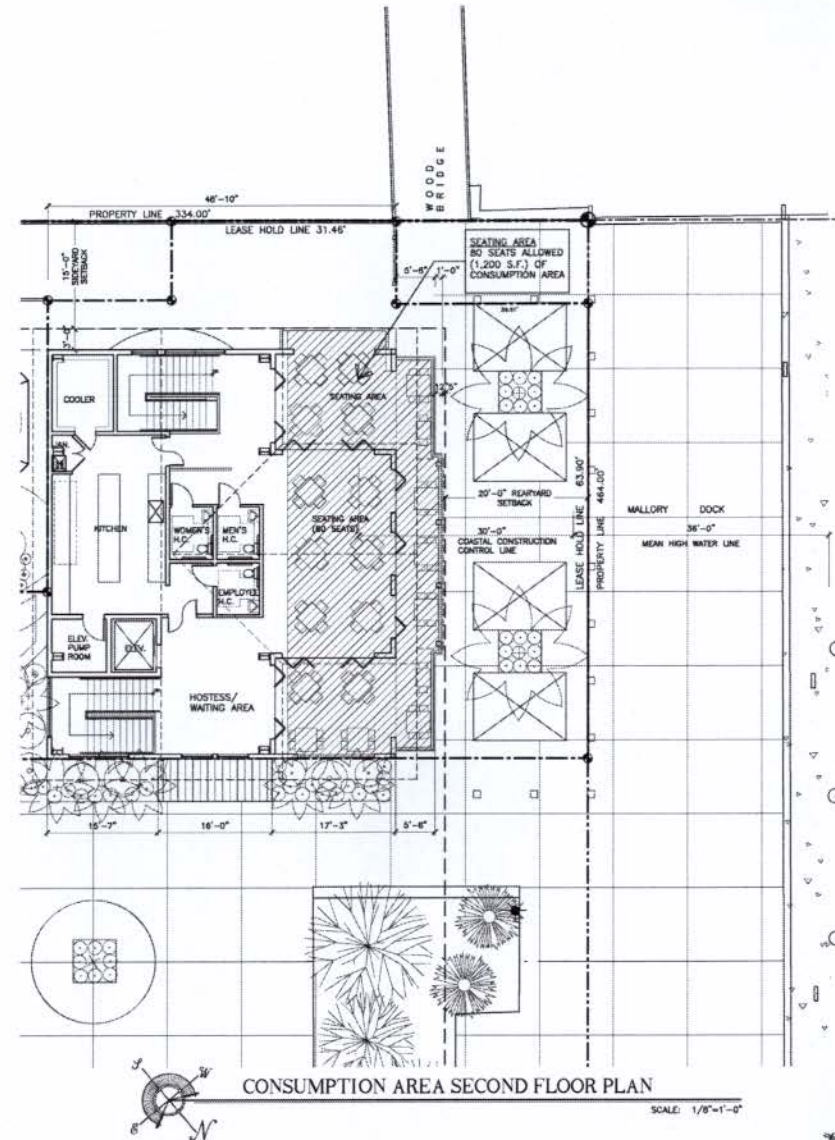 WOOD
BRIDGE
46'-10"
PROPERTY LINE 334.00'
LEASE HOLD LINE 31.46'
15'-0"
SIDEYARD
SETBACK
SEATING AREA
80 SEATS ALLOWED
(1,200 S.F.) OF
CONSUMPTION AREA
5'-6"
1'-0"
COOLER
SEATING AREA
JAN.
KITCHEN
WOMEN'S
H.C.
MEN'S
H.C.
SEATING AREA
(80 SEATS)
20'-0" REARYARD
SETBACK
30'-0"
COASTAL CONSTRUCTION
CONTROL LINE
LEASE HOLD LINE 63.90'
PROPERTY LINE 464.00'
MALLORY DOCK
36'-0"
MEAN HIGH WATER LINE
EMPLOYEE
H.C.
ELEV.
PUMP
ROOM
ELEV.
HOSTESS/
WAITING AREA
15'-7"
16'-0"
17'-3"
5'-6"
S
W
E
N
CONSUMPTION AREA SECOND FLOOR PLAN
SCALE: 1/8"=1'-0"